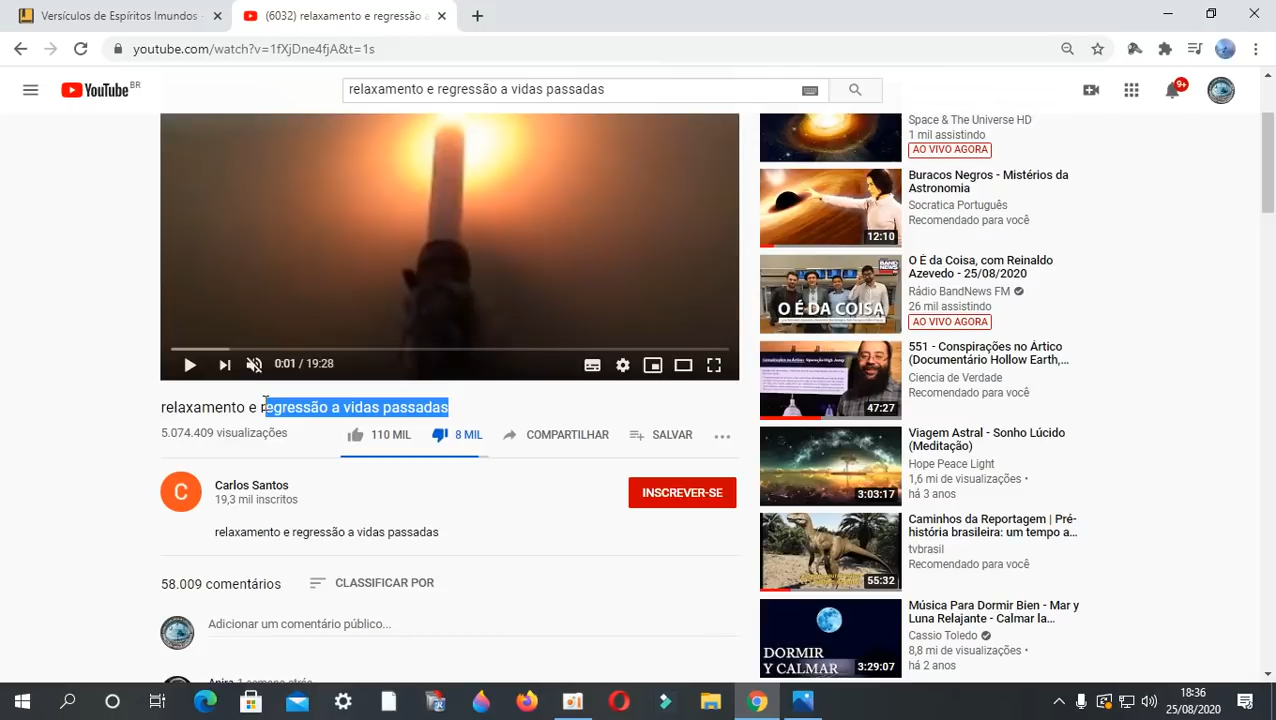 Versículos de Espíritos Imundos -
(6032) relaxamento e regressão a
youtube.com/watch?v=1fXjDne4fjA&t=1s
YouTube BR
relaxamento e regressão a vidas passadas
9+
0:01 / 19:28
relaxamento e regressão a vidas passadas
5.074.409 visualizações
110 MIL
8 MIL
COMPARTILHAR
SALVAR
C
Carlos Santos
19,3 mil inscritos
INSCREVER-SE
relaxamento e regressão a vidas passadas
58.009 comentários
CLASSIFICAR POR
Adicionar um comentário público...
Space & The Universe HD
1 mil assistindo
AO VIVO AGORA
12:10
Buracos Negros - Mistérios da
Astronomia
Socratica Português
Recomendado para você
BAND NEWS FM
O É DA COISA
O É da Coisa, com Reinaldo
Azevedo - 25/08/2020
Rádio BandNews FM
26 mil assistindo
AO VIVO AGORA
47:27
551 - Conspirações no Ártico
(Documentário Hollow Earth,...
Ciencia de Verdade
Recomendado para você
3:03:17
Viagem Astral - Sonho Lúcido
(Meditação)
Hope Peace Light
1,6 mi de visualizações •
há 3 anos
55:32
Caminhos da Reportagem | Pré-
história brasileira: um tempo a...
tvbrasil
Recomendado para você
DORMIR
Y CALMAR
3:29:07
Música Para Dormir Bien - Mar y
Luna Relajante - Calmar la...
Cassio Toledo
8,8 mi de visualizações •
há 2 anos
18:36
25/08/2020